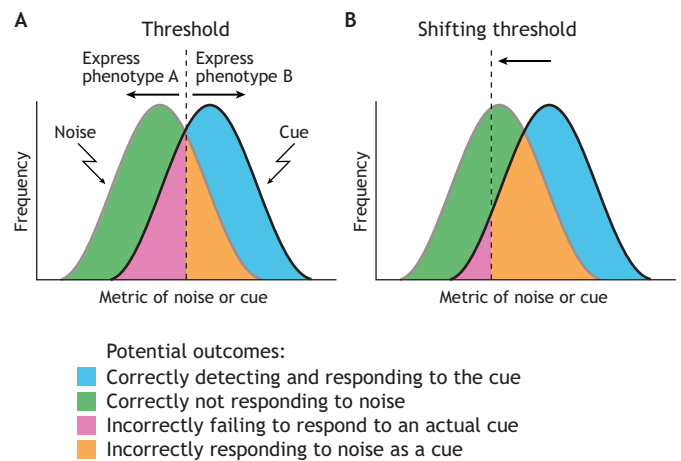 A
Threshold
Express
phenotype A
Express
phenotype B
Noise
Cue
Frequency
Metric of noise or cue
B
Shifting threshold
Frequency
Metric of noise or cue
Potential outcomes:
Correctly detecting and responding to the cue
Correctly not responding to noise
Incorrectly failing to respond to an actual cue
Incorrectly responding to noise as a cue